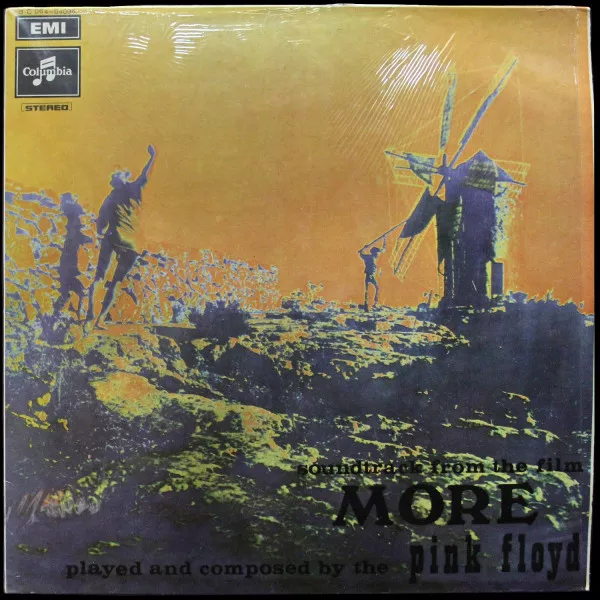 EMI
Columbia
STEREO
soundtrack from the film
MORE
played and composed by the pink floyd